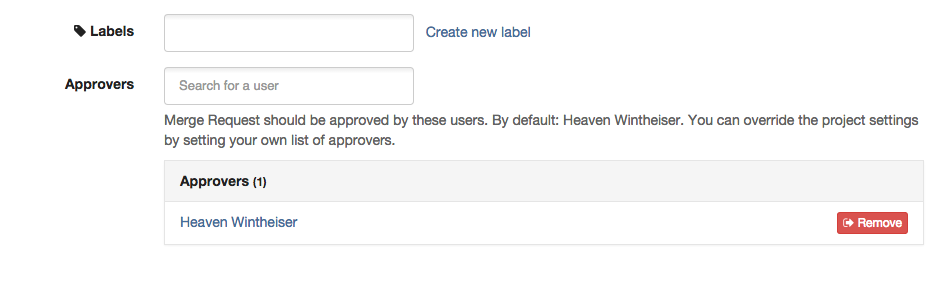 Labels
Create new label
Approvers
Search for a user
Merge Request should be approved by these users. By default: Heaven Wintheiser. You can override the project settings
by setting your own list of approvers.
Approvers (1)
Heaven Wintheiser
Remove